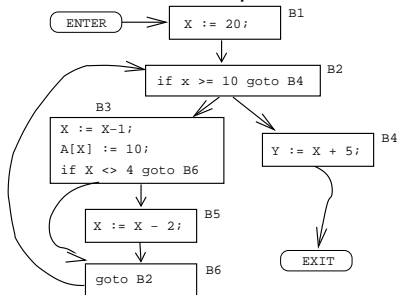 B1
ENTER
X := 20;
B2
if x >= 10 goto B4
B3
X := X-1;
A[X] := 10;
if X <> 4 goto B6
B4
Y := X + 5;
B5
X := X - 2;
EXIT
B6
goto B2